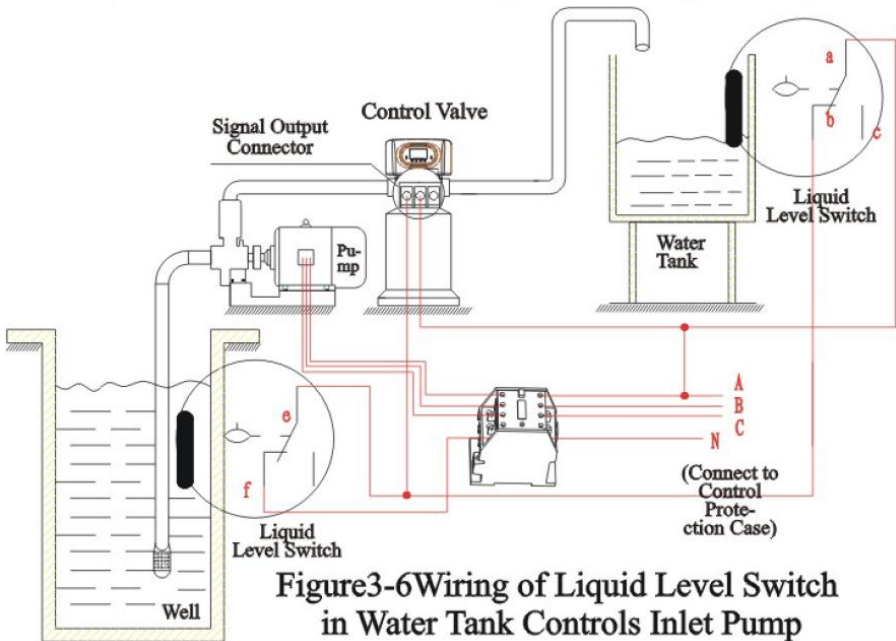 a
Control Valve
Signal Output
Connector
b
c
Liquid
Level Switch
Water
Tank
Pu-
mp
A
B
C
N
e
f
(Connect to
Control
Prote-
ction Case)
Liquid
Level Switch
Well
Figure3-6Wiring of Liquid Level Switch
in Water Tank Controls Inlet Pump